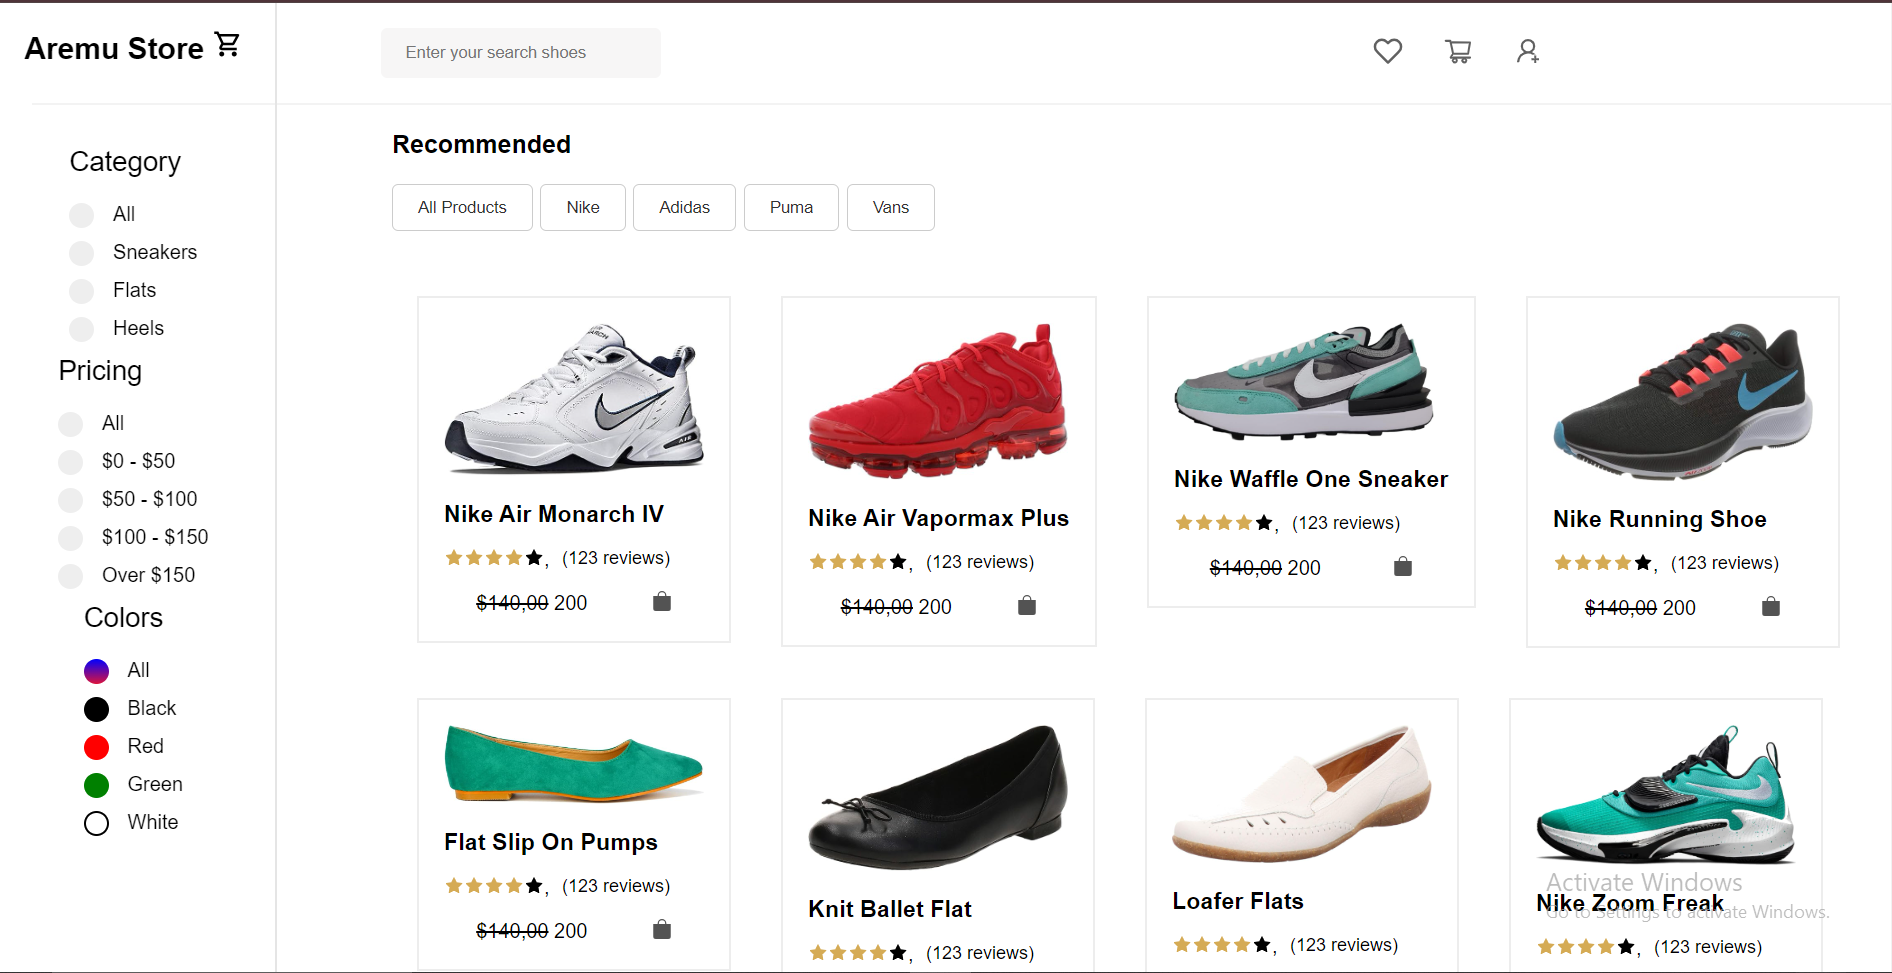 Aremu Store
Enter your search shoes
Category
All
Sneakers
Flats
Heels
Pricing
All
$0 - $50
$50 - $100
$100 - $150
Over $150
Colors
All
Black
Red
Green
White
Recommended
All Products
Nike
Adidas
Puma
Vans
Nike Air Monarch IV
, (123 reviews)
$140,00 200
Nike Air Vapormax Plus
, (123 reviews)
$140,00 200
Nike Waffle One Sneaker
, (123 reviews)
$140,00 200
Nike Running Shoe
, (123 reviews)
$140,00 200
Flat Slip On Pumps
, (123 reviews)
$140,00 200
Knit Ballet Flat
, (123 reviews)
Loafer Flats
, (123 reviews)
Nike Zoom Freak
, (123 reviews)
Activate Windows
Go to Settings to activate Windows.